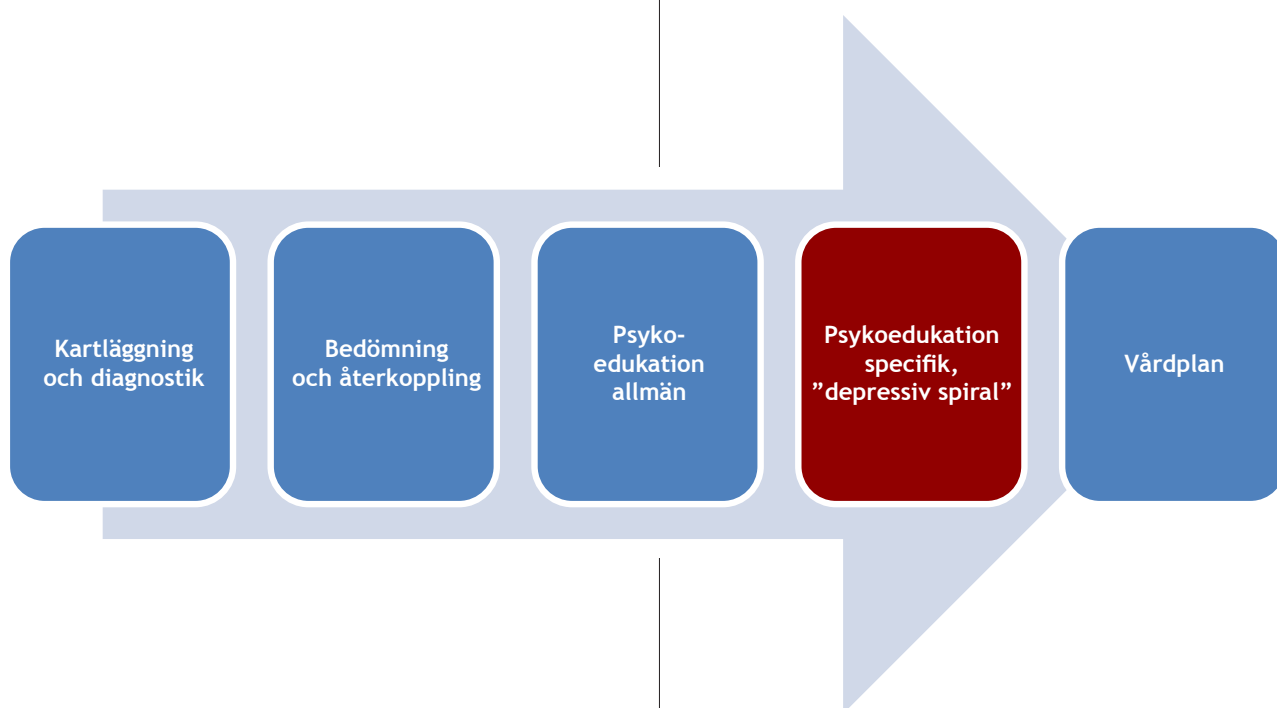 Kartläggning
och diagnostik
Bedömning
och återkoppling
Psyko-
edukation
allmän
Psykoedukation
specifik,
”depressiv spiral”
Vårdplan